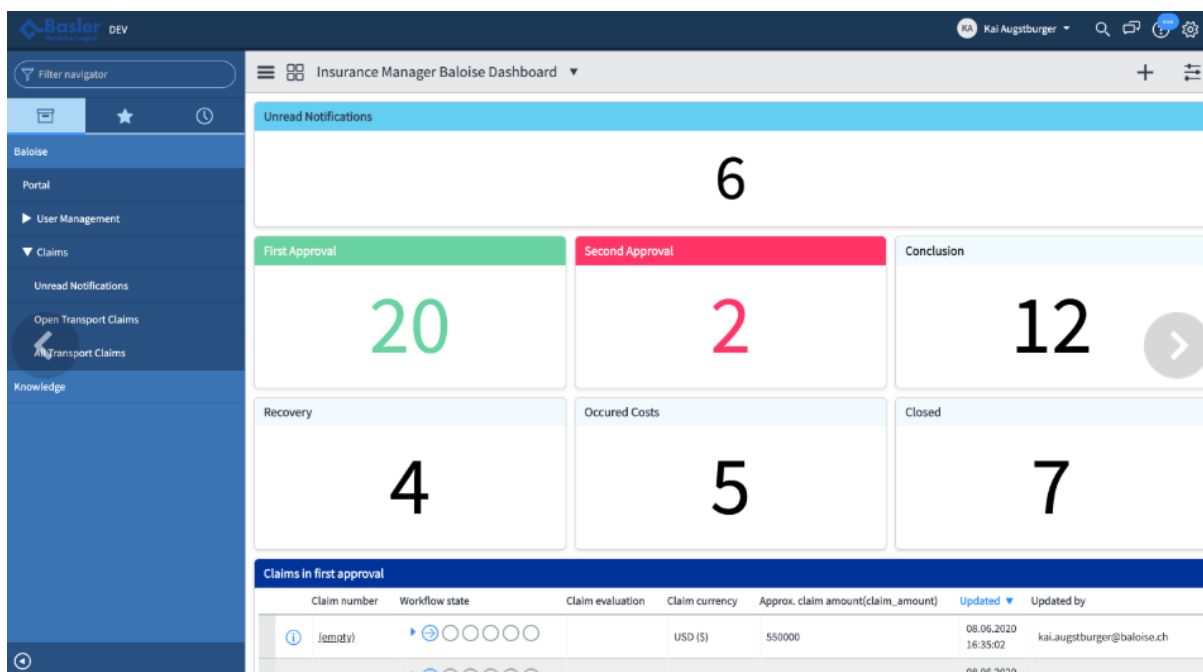 Basler DEV
KA Kai Augstburger
Filter navigator
Insurance Manager Baloise Dashboard
Baloise
Portal
User Management
Claims
Unread Notifications
Open Transport Claims
All Transport Claims
Knowledge
Unread Notifications
6
First Approval
20
Second Approval
2
Conclusion
12
Recovery
4
Occured Costs
5
Closed
7
Claims in first approval
Claim number Workflow state Claim evaluation Claim currency Approx. claim amount(claim_amount) Updated Updated by
(empty) USD ($) 550000 08.06.2020 16:35:02 kai.augstburger@baloise.ch
08.06.2020